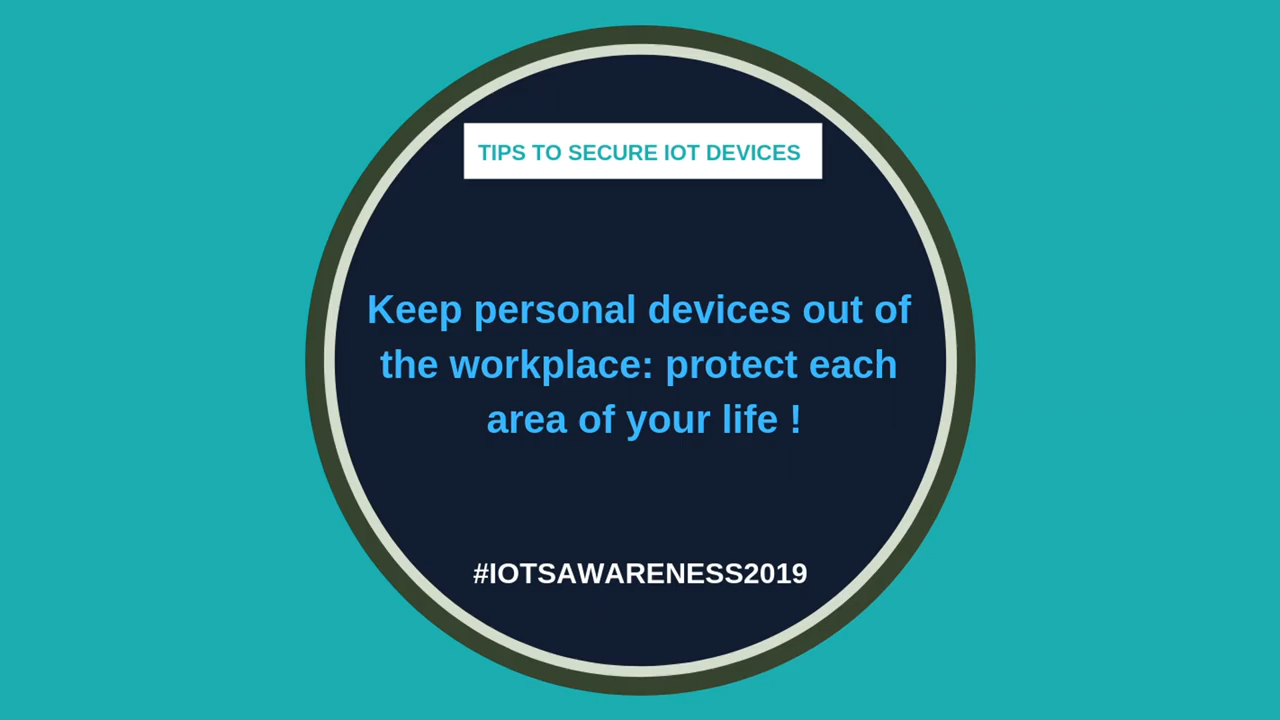 TIPS TO SECURE IOT DEVICES
Keep personal devices out of
the workplace: protect each
area of your life !
#IOTSAWARENESS2019